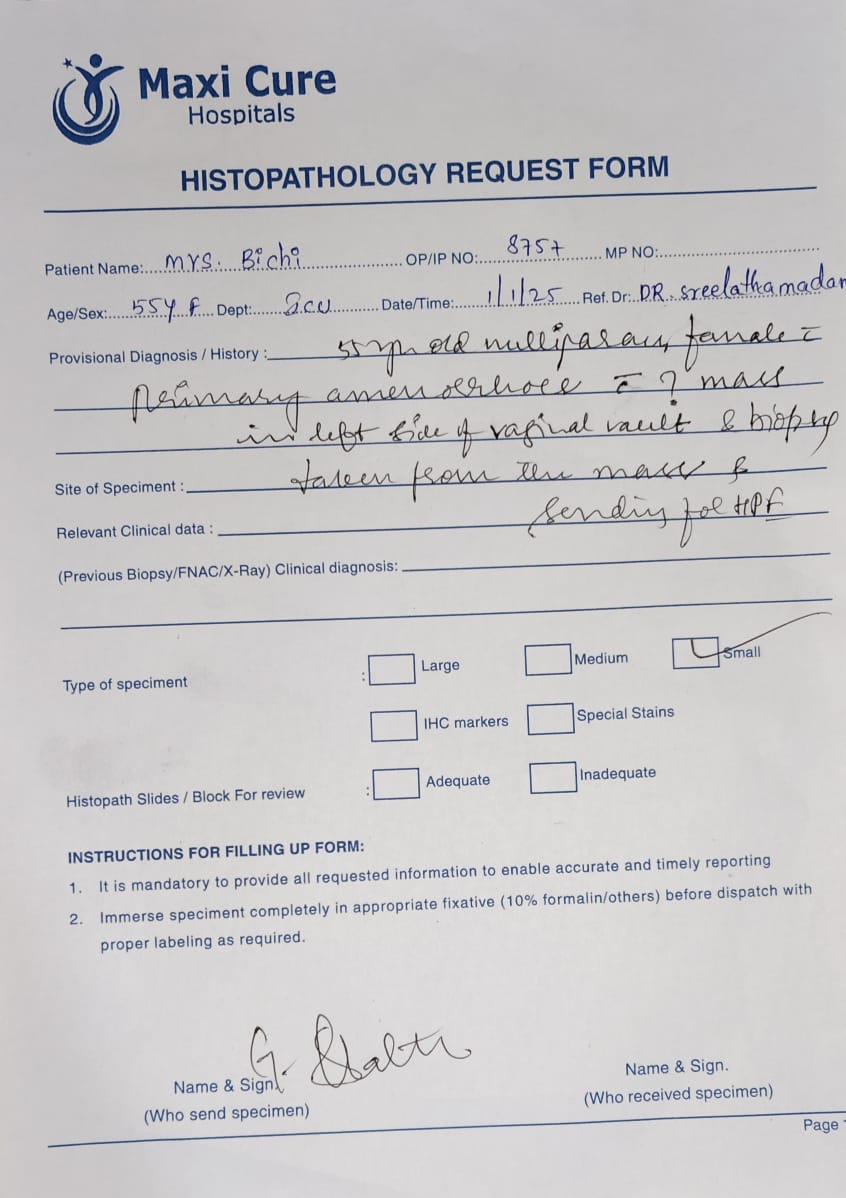 Maxi Cure
Hospitals
HISTOPATHOLOGY REQUEST FORM
Patient Name:.....mrs. Bichi..................... OP/IP NO:......8757......... MP NO:...............................
Age/Sex:.....55y f.... Dept:.......Icu........... Date/Time:.......1/1/25.... Ref. Dr:..DR. sreelatha madam
Provisional Diagnosis / History : 55 yr old nulliparous, female c̄
primary amenorrhoea c̄ ? mass
in left side of vaginal vault & biopsy
Site of Speciment : taken from the mass &
Relevant Clinical data : sending for HPE
(Previous Biopsy/FNAC/X-Ray) Clinical diagnosis:
Type of speciment : Large Medium Small
IHC markers Special Stains
Histopath Slides / Block For review : Adequate Inadequate
INSTRUCTIONS FOR FILLING UP FORM:
1. It is mandatory to provide all requested information to enable accurate and timely reporting
2. Immerse speciment completely in appropriate fixative (10% formalin/others) before dispatch with
proper labeling as required.
G.
Name & Sign. Name & Sign.
(Who send specimen) (Who received specimen)
Page